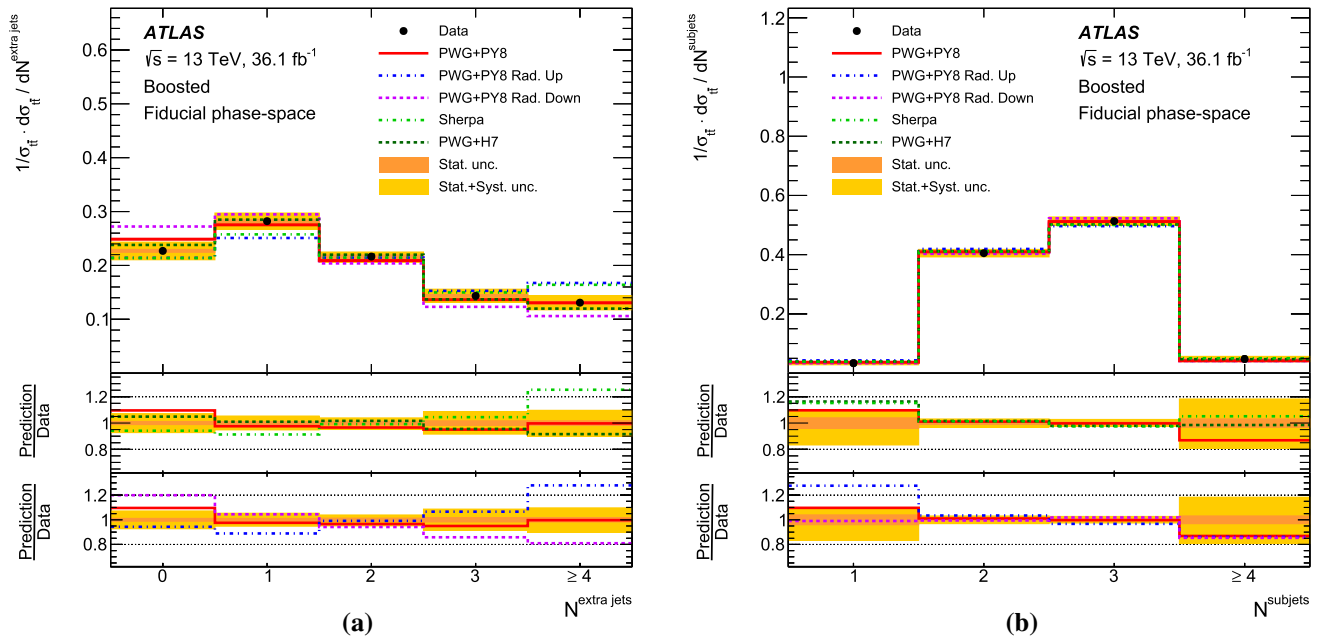 1/σ_tt̄ · dσ_tt̄ / dN^extra jets
0.6
0.5
0.4
0.3
0.2
0.1
ATLAS
√s = 13 TeV, 36.1 fb⁻¹
Boosted
Fiducial phase-space
Data
PWG+PY8
PWG+PY8 Rad. Up
PWG+PY8 Rad. Down
Sherpa
PWG+H7
Stat. unc.
Stat.+Syst. unc.
Prediction
Data
1.2
1
0.8
Prediction
Data
1.2
1
0.8
0 1 2 3 ≥ 4
N^extra jets
(a)
1/σ_tt̄ · dσ_tt̄ / dN^subjets
1.2
1
0.8
0.6
0.4
0.2
Data
PWG+PY8
PWG+PY8 Rad. Up
PWG+PY8 Rad. Down
Sherpa
PWG+H7
Stat. unc.
Stat.+Syst. unc.
ATLAS
√s = 13 TeV, 36.1 fb⁻¹
Boosted
Fiducial phase-space
Prediction
Data
1.2
1
0.8
Prediction
Data
1.2
1
0.8
1 2 3 ≥ 4
N^subjets
(b)